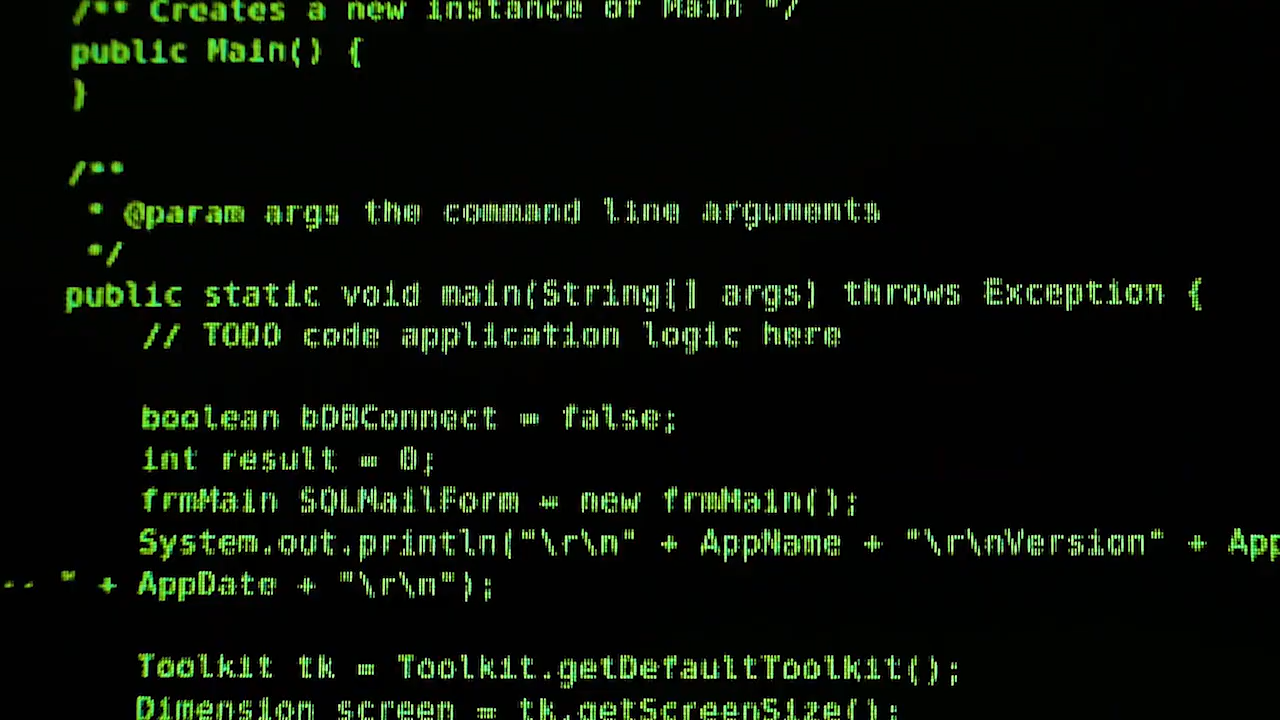 /** Creates a new instance of Main */
public Main() {
}
/**
* @param args the command line arguments
*/
public static void main(String[] args) throws Exception {
// TODO code application logic here
boolean bDBConnect = false;
int result = 0;
frmMain SQLMailForm = new frmMain();
System.out.println("\r\n" + AppName + "\r\nVersion" + App
-- " + AppDate + "\r\n");
Toolkit tk = Toolkit.getDefaultToolkit();
Dimension screen = tk.getScreenSize();